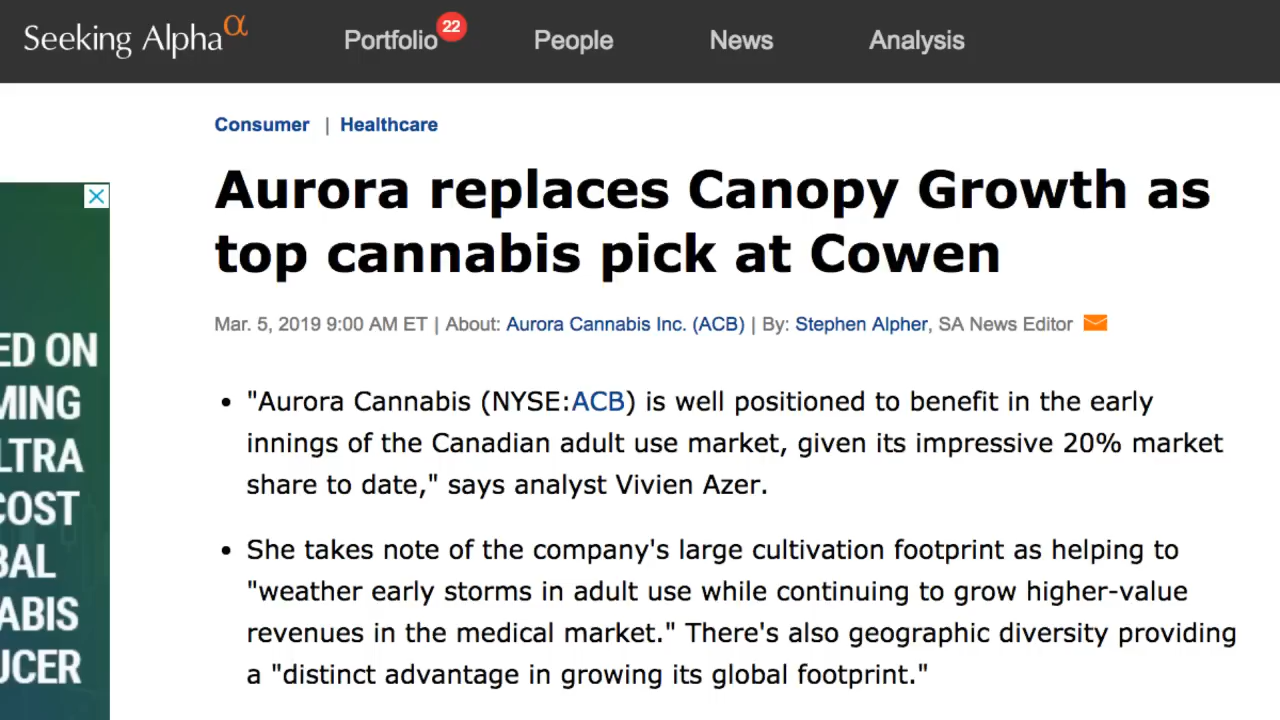 Seeking Alpha α
Portfolio 22
People
News
Analysis
Consumer | Healthcare
Aurora replaces Canopy Growth as
top cannabis pick at Cowen
Mar. 5, 2019 9:00 AM ET | About: Aurora Cannabis Inc. (ACB) | By: Stephen Alpher, SA News Editor
• "Aurora Cannabis (NYSE:ACB) is well positioned to benefit in the early
innings of the Canadian adult use market, given its impressive 20% market
share to date," says analyst Vivien Azer.
• She takes note of the company's large cultivation footprint as helping to
"weather early storms in adult use while continuing to grow higher-value
revenues in the medical market." There's also geographic diversity providing
a "distinct advantage in growing its global footprint."
ED ON
MING
LTRA
COST
BAL
ABIS
UCER